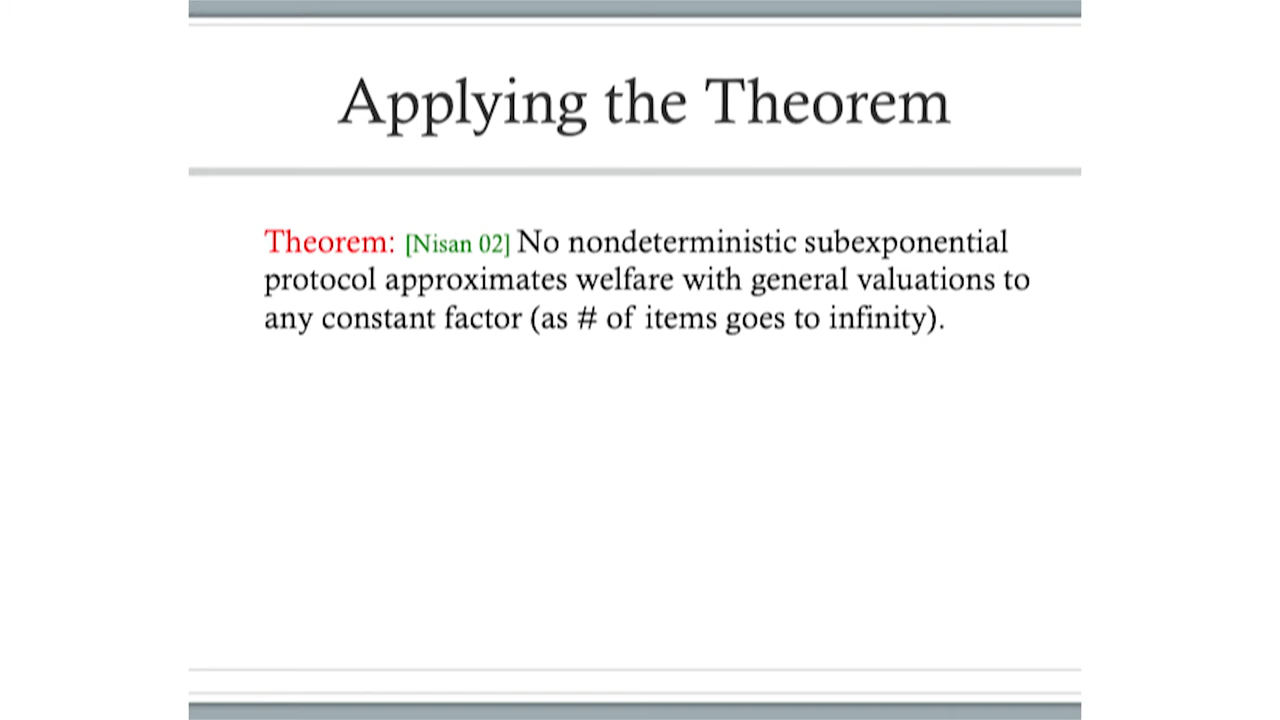 Applying the Theorem
Theorem: [Nisan 02] No nondeterministic subexponential
protocol approximates welfare with general valuations to
any constant factor (as # of items goes to infinity).